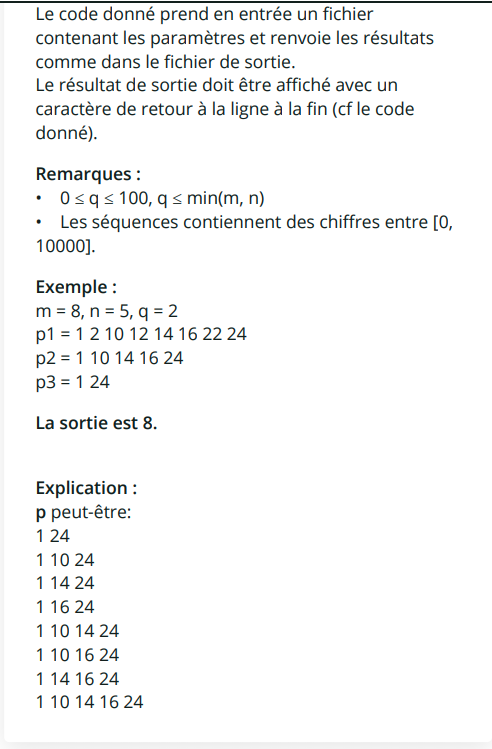 Le code donné prend en entrée un fichier
contenant les paramètres et renvoie les résultats
comme dans le fichier de sortie.
Le résultat de sortie doit être affiché avec un
caractère de retour à la ligne à la fin (cf le code
donné).
Remarques :
• 0 ≤ q ≤ 100, q ≤ min(m, n)
• Les séquences contiennent des chiffres entre [0,
10000].
Exemple :
m = 8, n = 5, q = 2
p1 = 1 2 10 12 14 16 22 24
p2 = 1 10 14 16 24
p3 = 1 24
La sortie est 8.
Explication :
p peut-être:
1 24
1 10 24
1 14 24
1 16 24
1 10 14 24
1 10 16 24
1 14 16 24
1 10 14 16 24